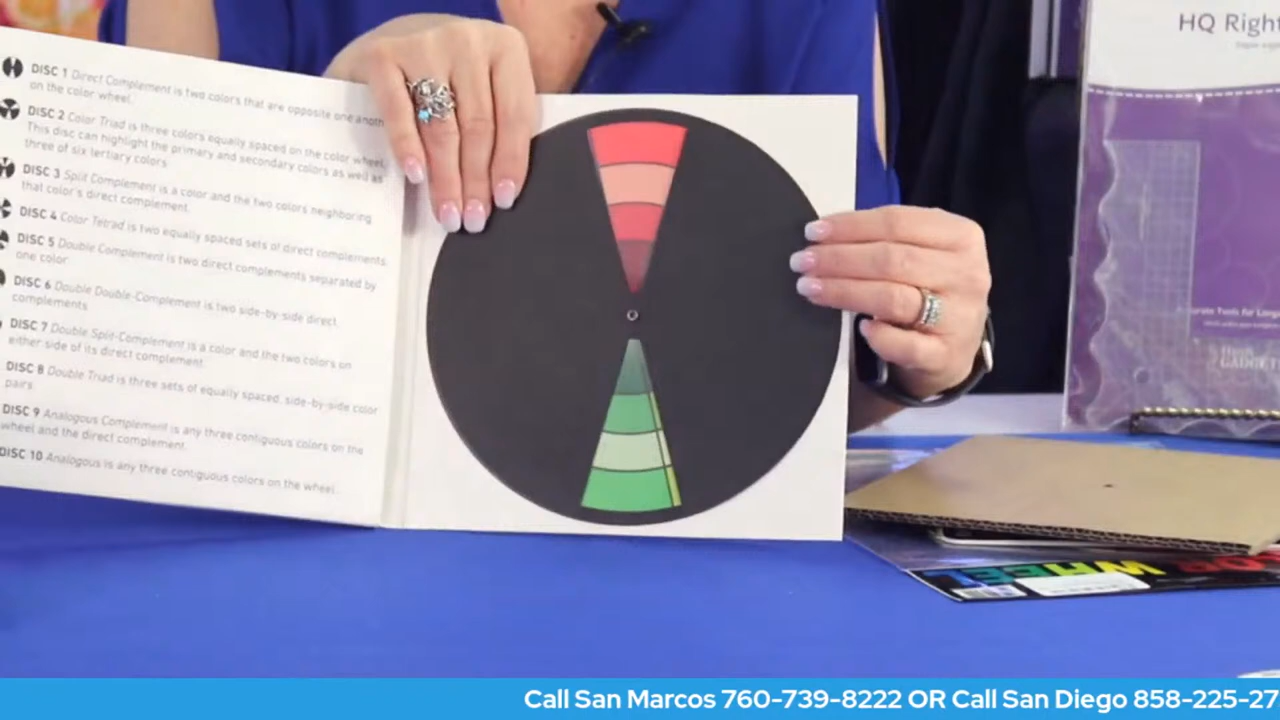 DISC 1 Direct Complement is two colors that are opposite one anoth
on the color wheel.
DISC 2 Color Triad is three colors equally spaced on the color wheel.
This disc can highlight the primary and secondary colors as well as
three of six tertiary colors.
DISC 3 Split Complement is a color and the two colors neighboring
that color's direct complement.
DISC 4 Color Tetrad is two equally spaced sets of direct complements.
DISC 5 Double Complement is two direct complements separated by
one color.
DISC 6 Double Double-Complement is two side-by-side direct
complements.
DISC 7 Double Split-Complement is a color and the two colors on
either side of its direct complement.
DISC 8 Double Triad is three sets of equally spaced, side-by-side color
pairs.
DISC 9 Analogous Complement is any three contiguous colors on the
wheel and the direct complement.
DISC 10 Analogous is any three contiguous colors on the wheel.
HQ Right
WHEEL
Call San Marcos 760-739-8222 OR Call San Diego 858-225-27